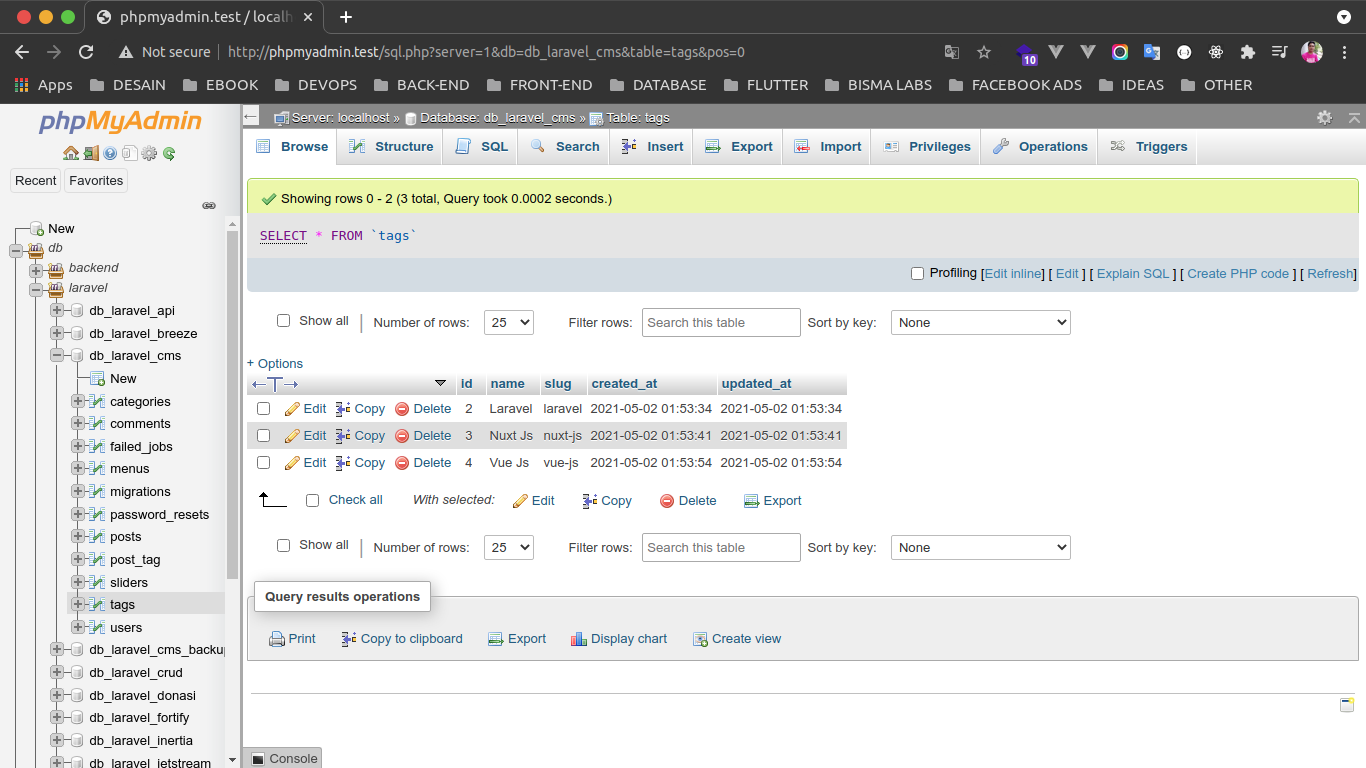 phpmyadmin.test / localh
Not secure | http://phpmyadmin.test/sql.php?server=1&db=db_laravel_cms&table=tags&pos=0
10
Apps DESAIN EBOOK DEVOPS BACK-END FRONT-END DATABASE FLUTTER BISMA LABS FACEBOOK ADS IDEAS OTHER
phpMyAdmin
Recent Favorites
New
db
backend
laravel
db_laravel_api
db_laravel_breeze
db_laravel_cms
New
categories
comments
failed_jobs
menus
migrations
password_resets
posts
post_tag
sliders
tags
users
db_laravel_cms_backup
db_laravel_crud
db_laravel_donasi
db_laravel_fortify
db_laravel_inertia
db_laravel_jetstream
Server: localhost » Database: db_laravel_cms » Table: tags
Browse Structure SQL Search Insert Export Import Privileges Operations Triggers
Showing rows 0 - 2 (3 total, Query took 0.0002 seconds.)
SELECT * FROM `tags`
Profiling [Edit inline] [ Edit ] [ Explain SQL ] [ Create PHP code ] [ Refresh]
Show all | Number of rows: 25 Filter rows: Search this table Sort by key: None
+ Options
←T→ id name slug created_at updated_at
Edit Copy Delete 2 Laravel laravel 2021-05-02 01:53:34 2021-05-02 01:53:34
Edit Copy Delete 3 Nuxt Js nuxt-js 2021-05-02 01:53:41 2021-05-02 01:53:41
Edit Copy Delete 4 Vue Js vue-js 2021-05-02 01:53:54 2021-05-02 01:53:54
Check all With selected: Edit Copy Delete Export
Show all | Number of rows: 25 Filter rows: Search this table Sort by key: None
Query results operations
Print Copy to clipboard Export Display chart Create view
Console